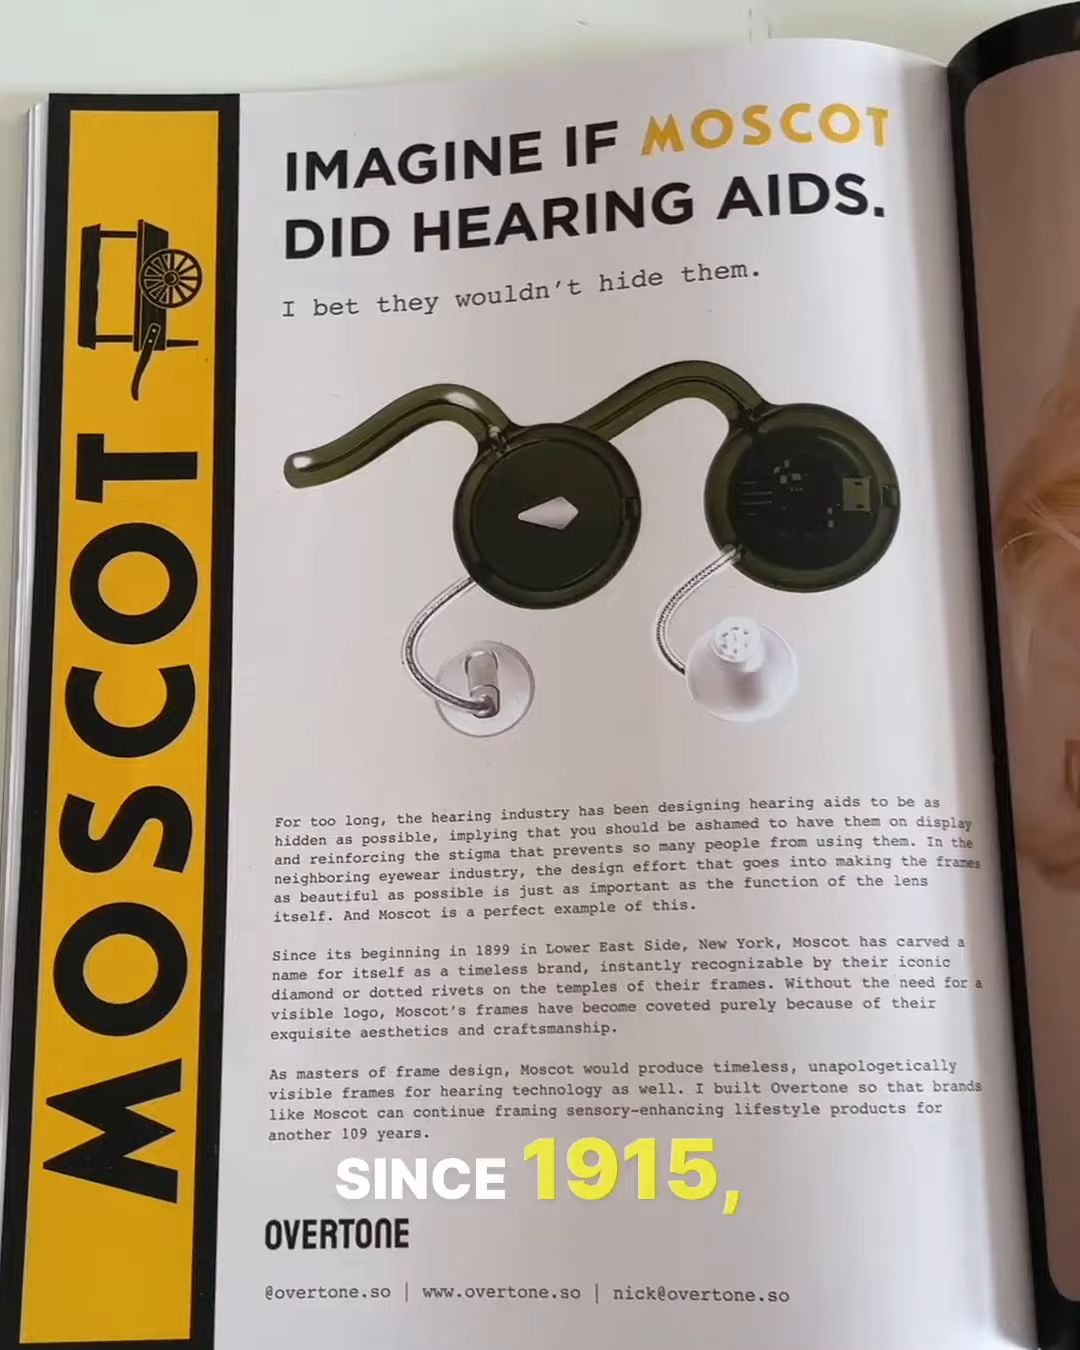 MOSCOT
IMAGINE IF MOSCOT
DID HEARING AIDS.
I bet they wouldn't hide them.
For too long, the hearing industry has been designing hearing aids to be as
hidden as possible, implying that you should be ashamed to have them on display
and reinforcing the stigma that prevents so many people from using them. In the
neighboring eyewear industry, the design effort that goes into making the frames
as beautiful as possible is just as important as the function of the lens
itself. And Moscot is a perfect example of this.
Since its beginning in 1899 in Lower East Side, New York, Moscot has carved a
name for itself as a timeless brand, instantly recognizable by their iconic
diamond or dotted rivets on the temples of their frames. Without the need for a
visible logo, Moscot's frames have become coveted purely because of their
exquisite aesthetics and craftsmanship.
As masters of frame design, Moscot would produce timeless, unapologetically
visible frames for hearing technology as well. I built Overtone so that brands
like Moscot can continue framing sensory-enhancing lifestyle products for
another 109 years.
SINCE 1915,
OVERTONE
@overtone.so | www.overtone.so | nick@overtone.so